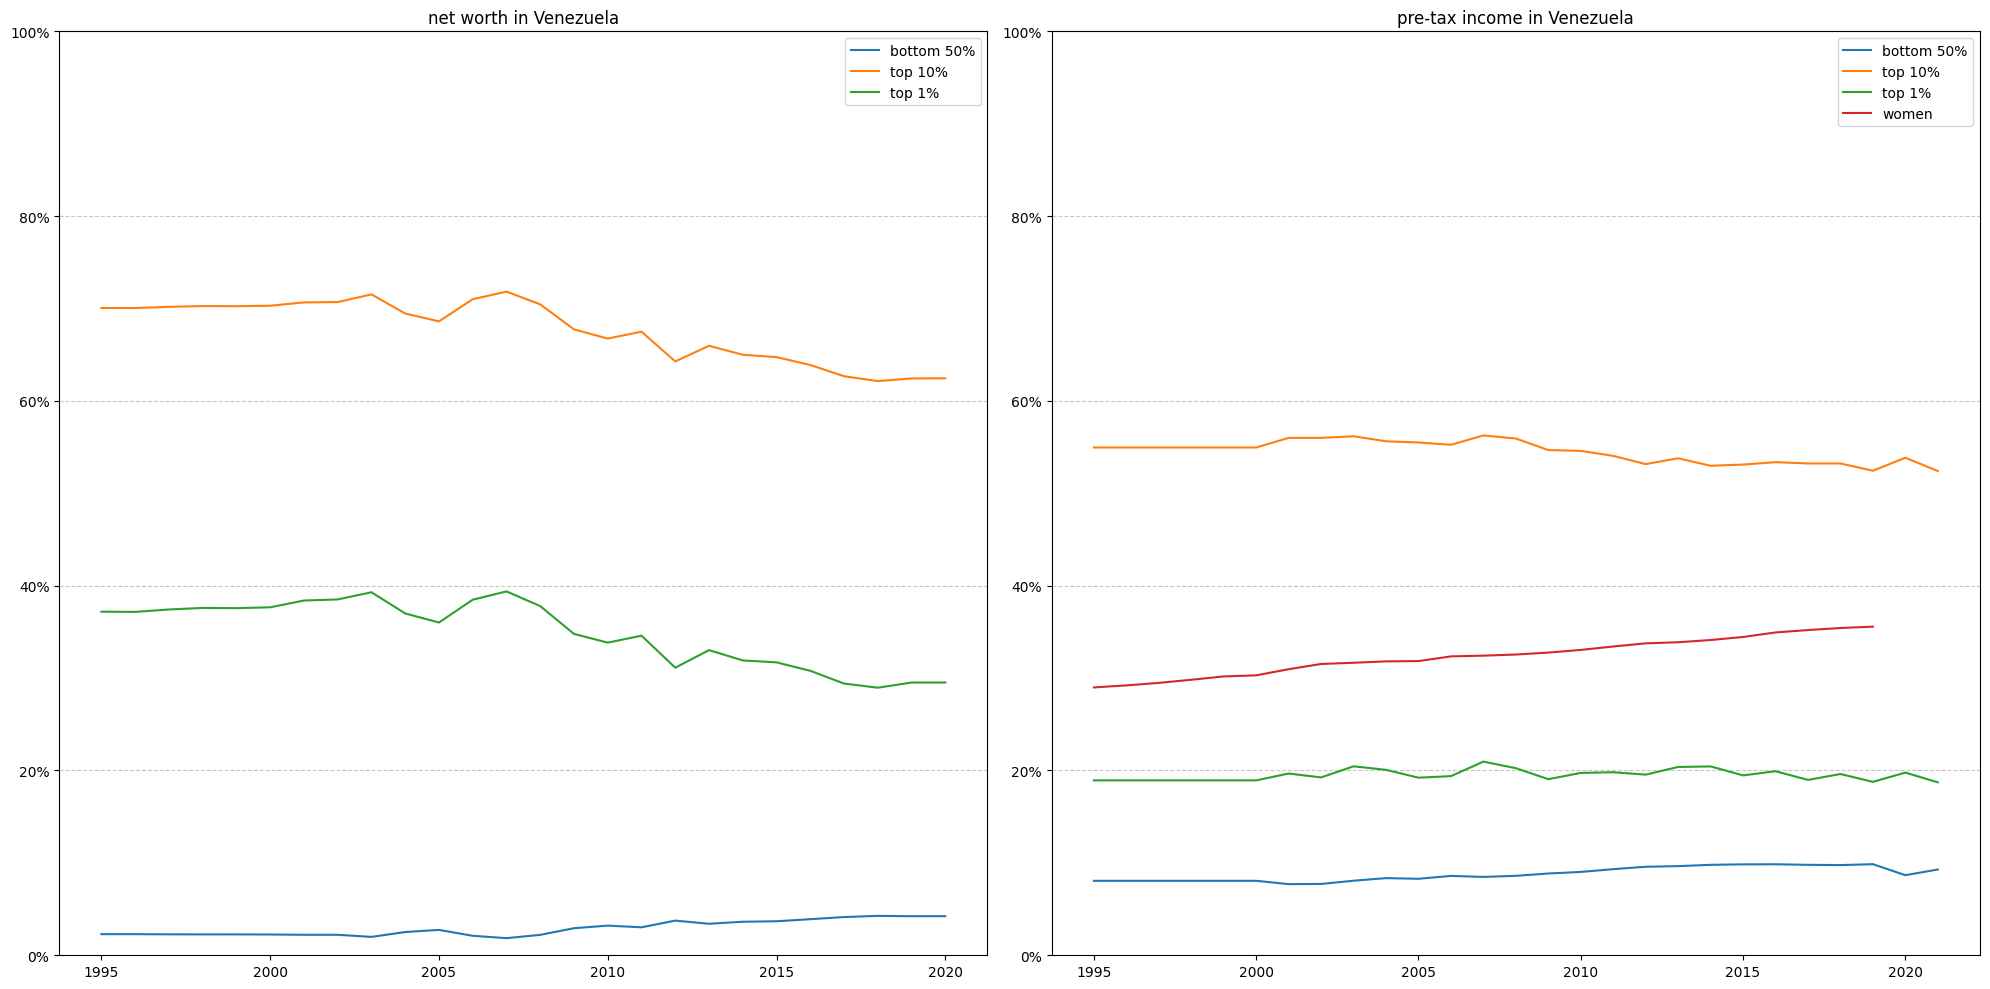 net worth in Venezuela
100%
80%
60%
40%
20%
0%
1995 2000 2005 2010 2015 2020
bottom 50%
top 10%
top 1%
pre-tax income in Venezuela
100%
80%
60%
40%
20%
0%
1995 2000 2005 2010 2015 2020
bottom 50%
top 10%
top 1%
women